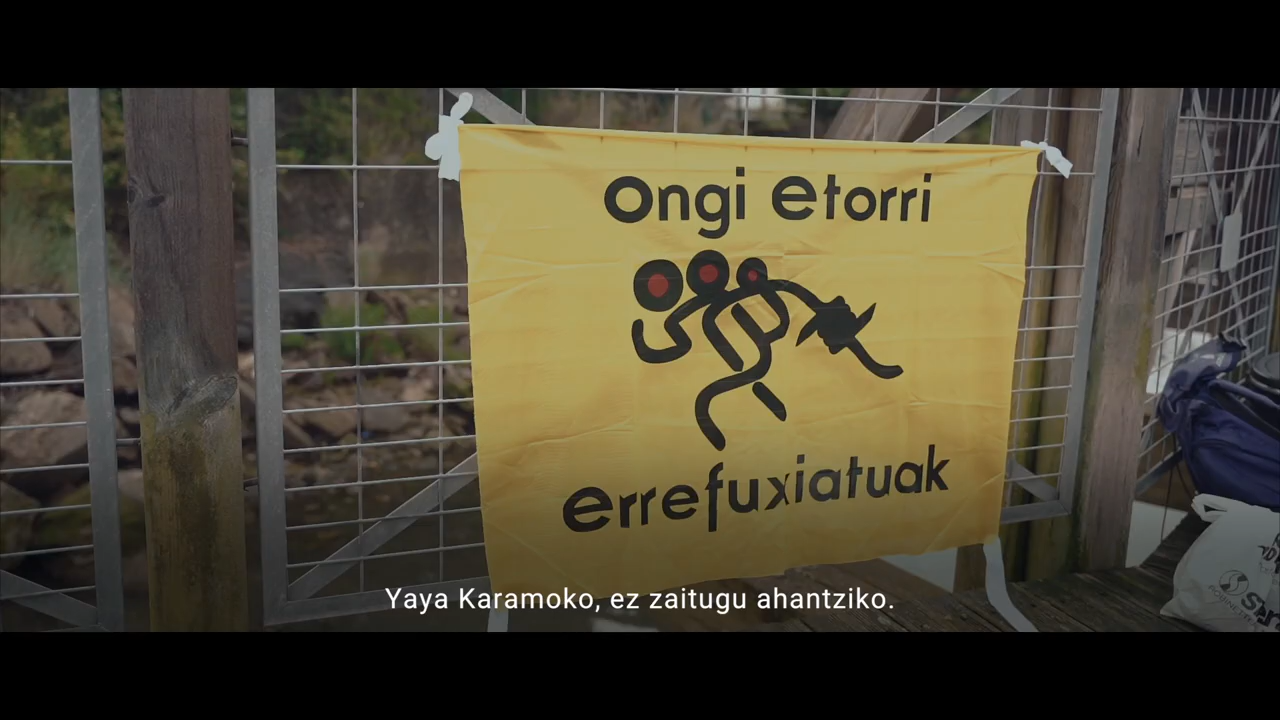 ongi etorri
errefuxiatuak
Yaya Karamoko, ez zaitugu ahantziko.